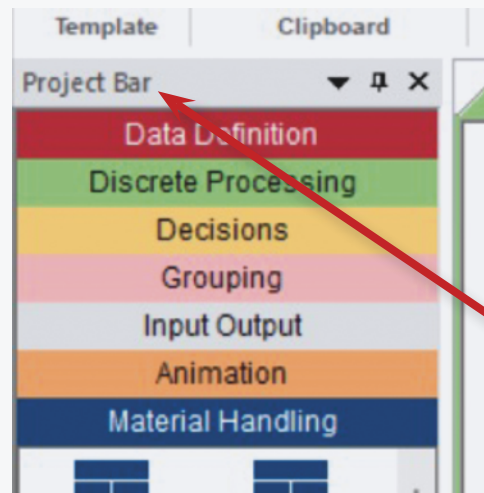 Template Clipboard
Project Bar
Data Definition
Discrete Processing
Decisions
Grouping
Input Output
Animation
Material Handling